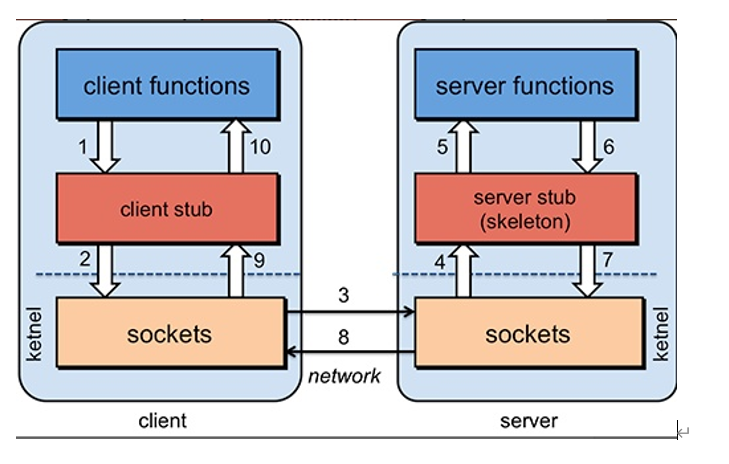 client functions
server functions
1
10
5
6
client stub
server stub
(skeleton)
2
9
4
7
3
sockets
sockets
8
ketnel
ketnel
network
client
server